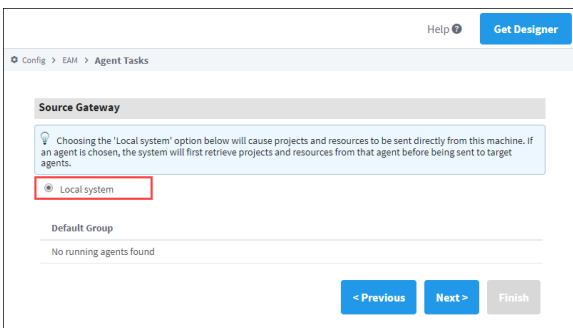 Help
Get Designer
Config > EAM > Agent Tasks
Source Gateway
Choosing the 'Local system' option below will cause projects and resources to be sent directly from this machine. If
an agent is chosen, the system will first retrieve projects and resources from that agent before being sent to target
agents.
Local system
Default Group
No running agents found
< Previous
Next >
Finish